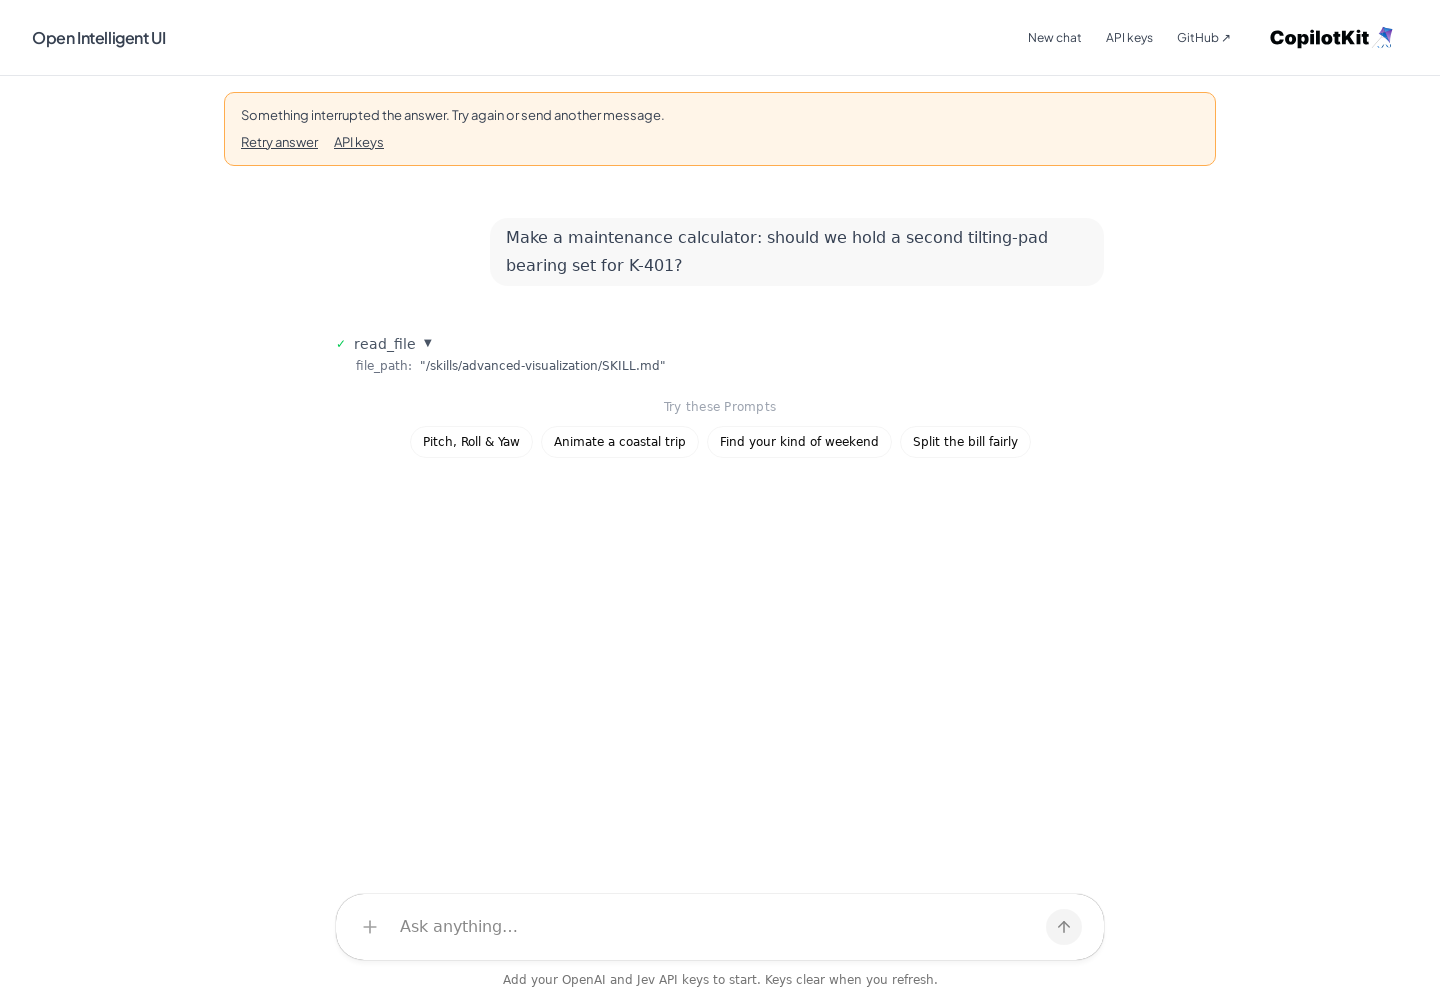 Open Intelligent UI
New chat
API keys
GitHub ↗
CopilotKit
Something interrupted the answer. Try again or send another message.
Retry answer
API keys
Make a maintenance calculator: should we hold a second tilting-pad
bearing set for K-401?
✓ read_file ▼
file_path: "/skills/advanced-visualization/SKILL.md"
Try these Prompts
Pitch, Roll & Yaw
Animate a coastal trip
Find your kind of weekend
Split the bill fairly
Ask anything...
Add your OpenAI and Jev API keys to start. Keys clear when you refresh.